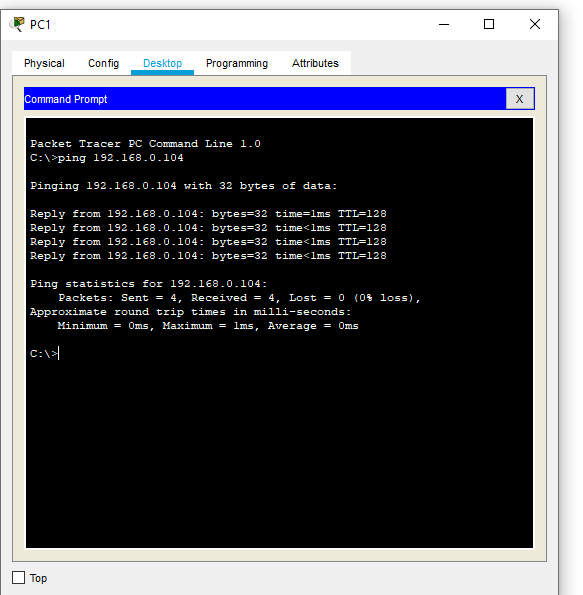 PC1
Physical Config Desktop Programming Attributes
Command Prompt X
Packet Tracer PC Command Line 1.0
C:\>ping 192.168.0.104
Pinging 192.168.0.104 with 32 bytes of data:
Reply from 192.168.0.104: bytes=32 time=1ms TTL=128
Reply from 192.168.0.104: bytes=32 time<1ms TTL=128
Reply from 192.168.0.104: bytes=32 time<1ms TTL=128
Reply from 192.168.0.104: bytes=32 time<1ms TTL=128
Ping statistics for 192.168.0.104:
Packets: Sent = 4, Received = 4, Lost = 0 (0% loss),
Approximate round trip times in milli-seconds:
Minimum = 0ms, Maximum = 1ms, Average = 0ms
C:\>
Top